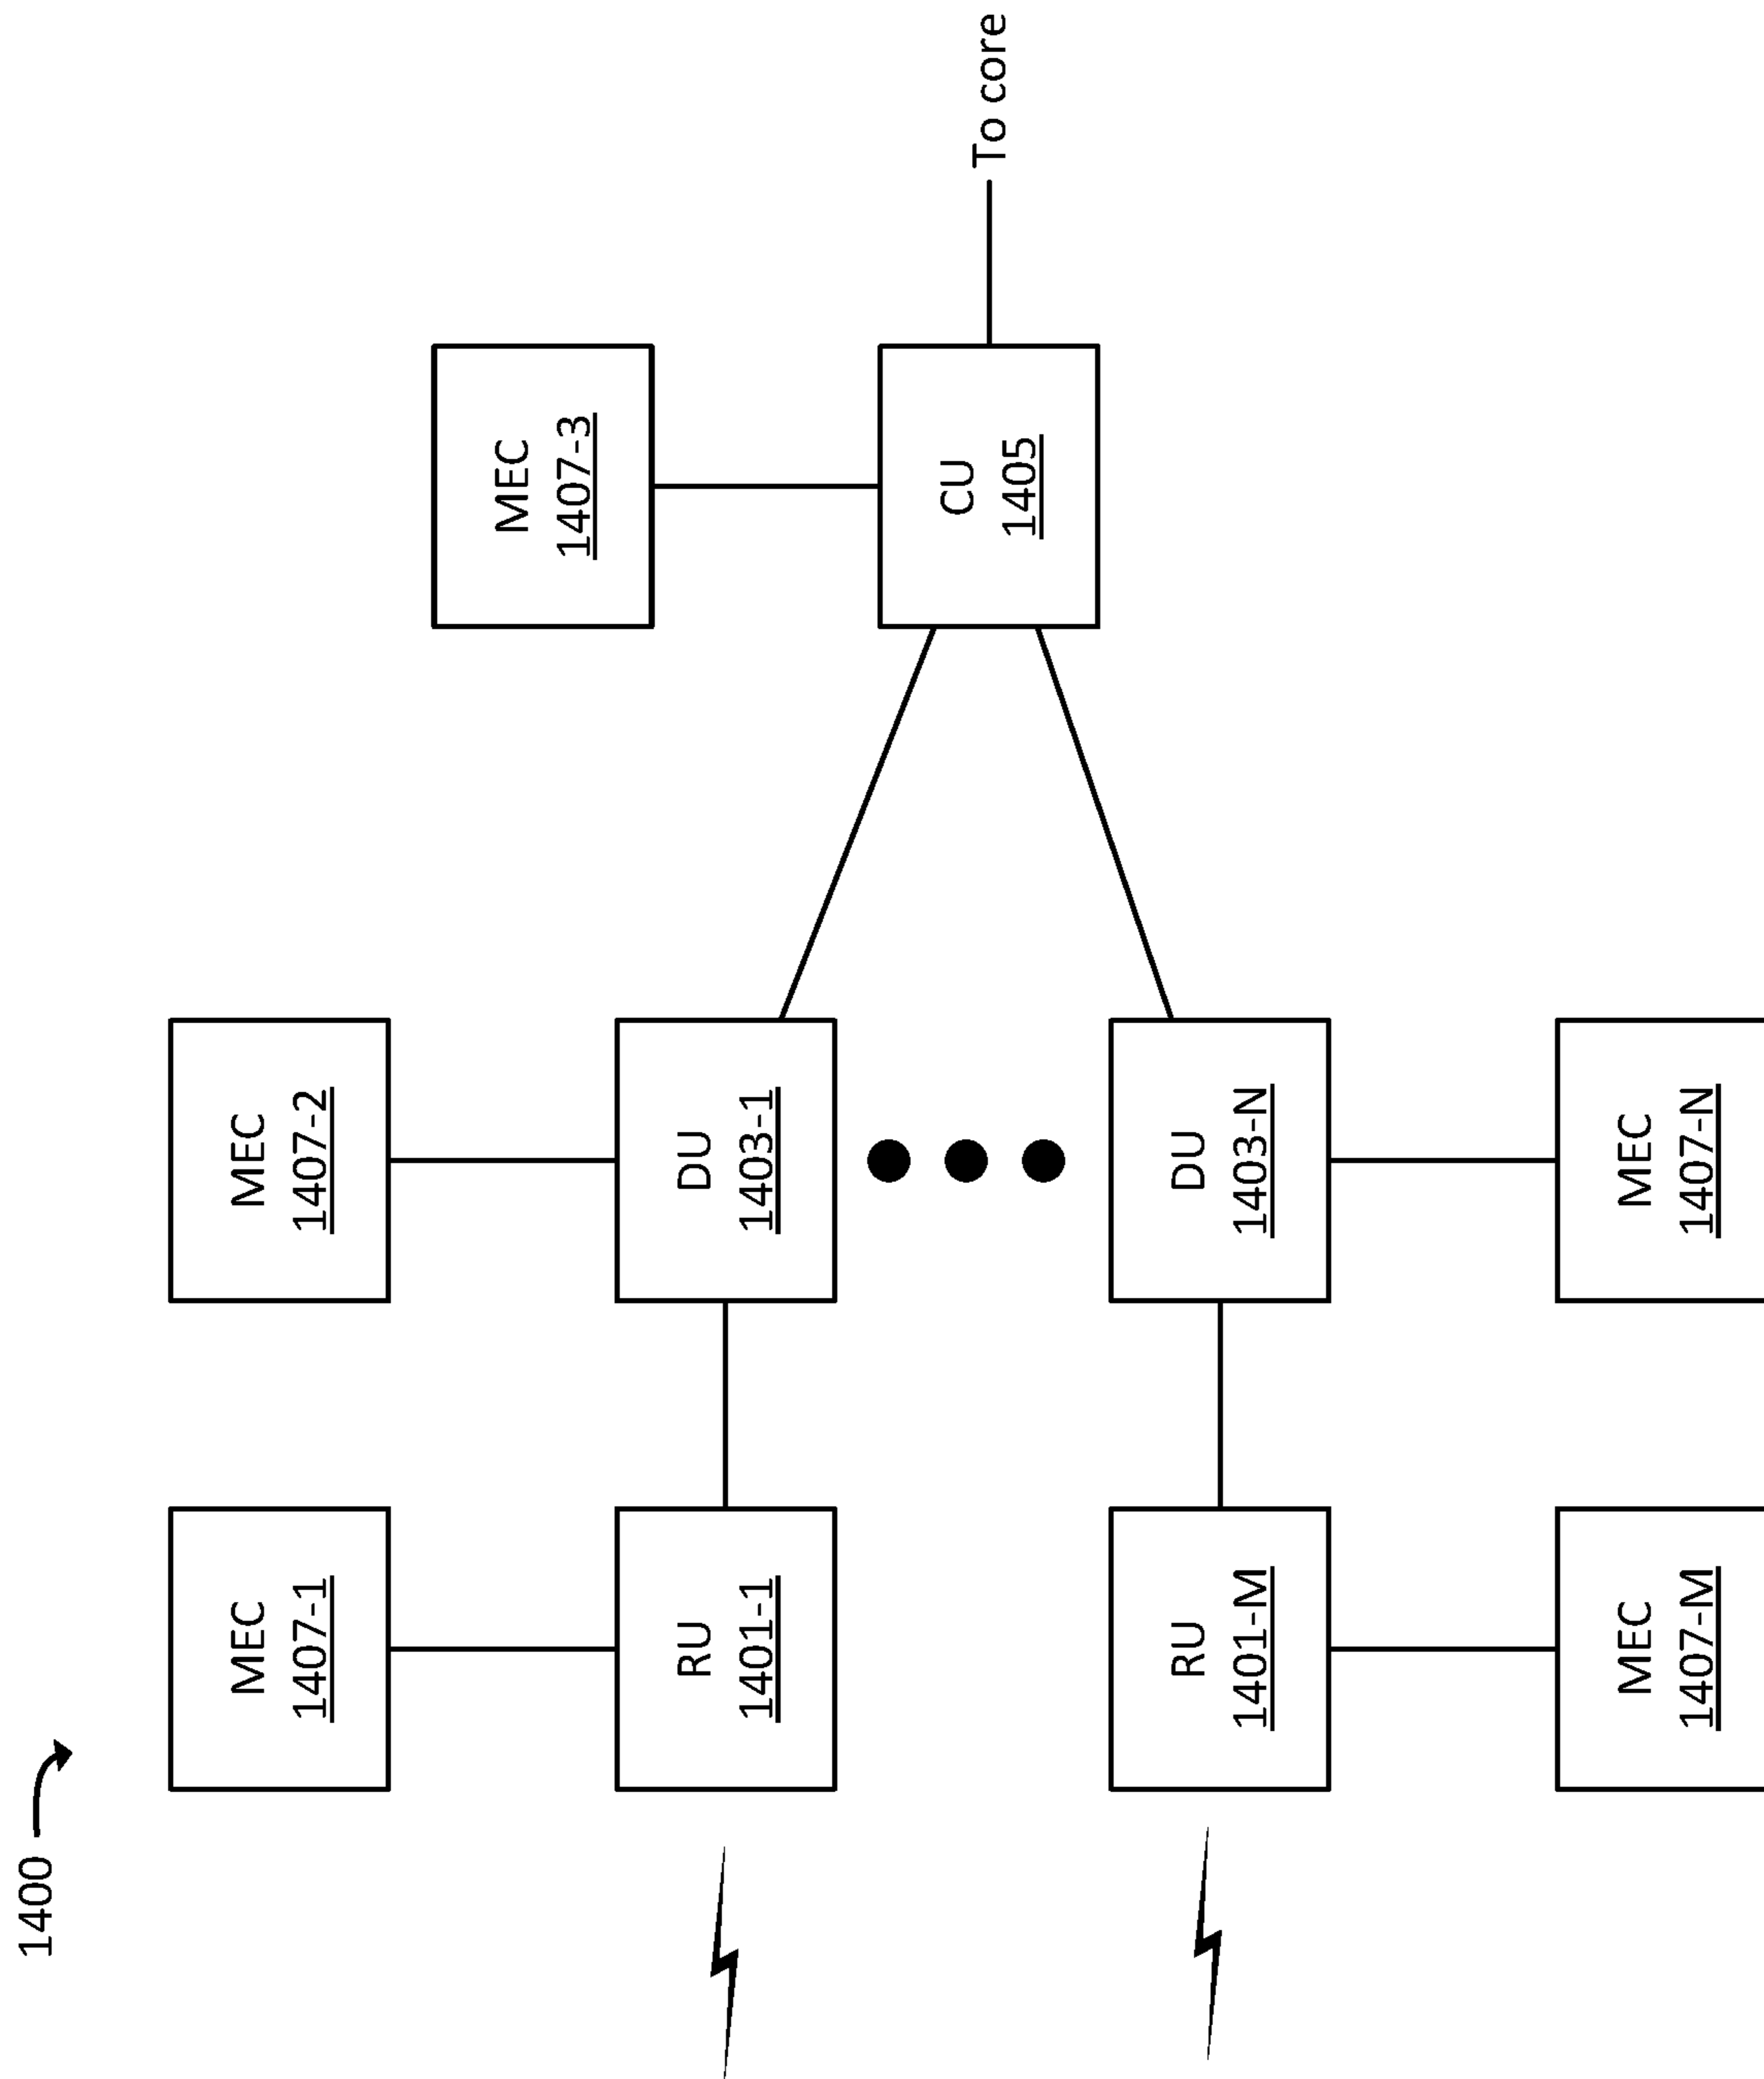 1400
MEC
1407-1
MEC
1407-2
MEC
1407-3
RU
1401-1
DU
1403-1
CU
1405
To core
RU
1401-M
DU
1403-N
MEC
1407-M
MEC
1407-N